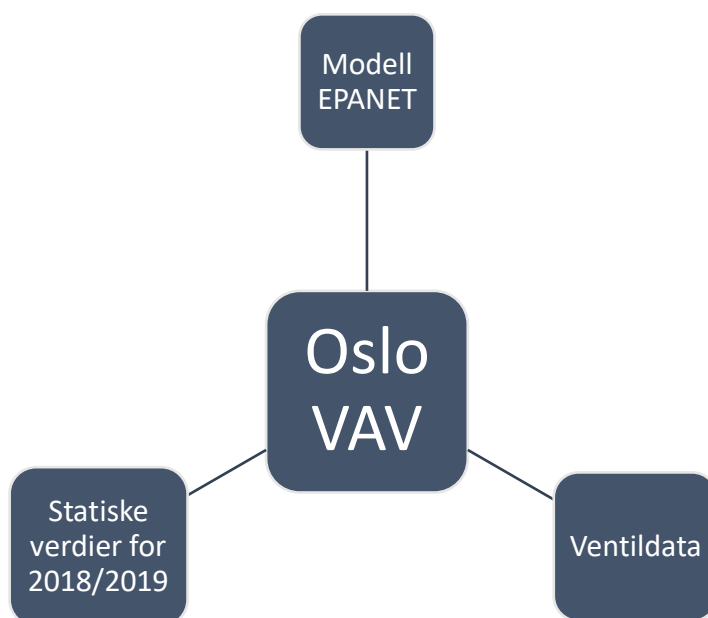 Modell
EPANET
Oslo
VAV
Statiske
verdier for
2018/2019
Ventildata